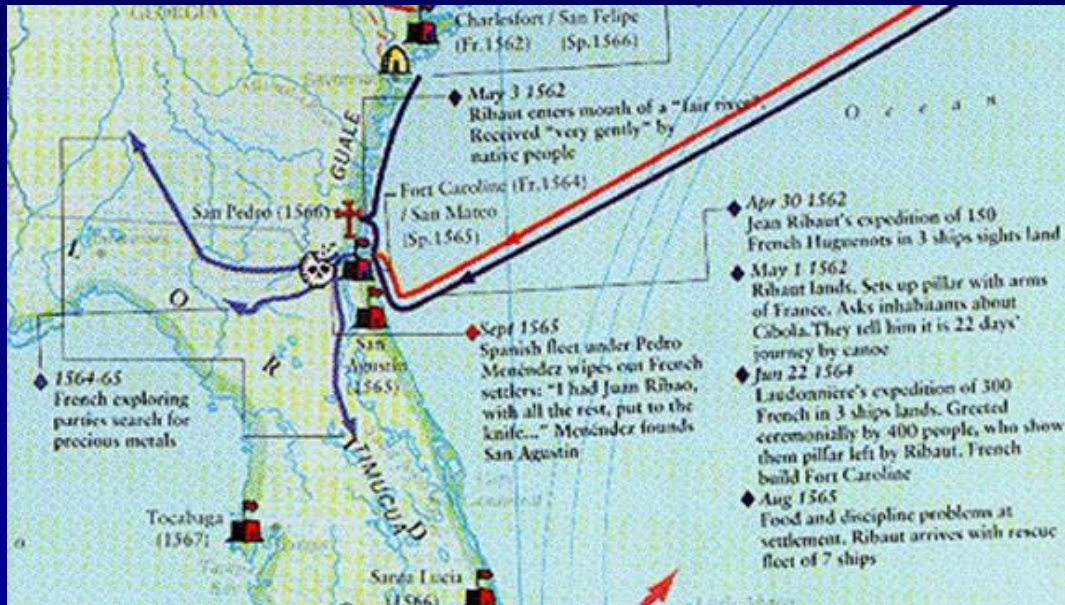 GEORGIA
Charlesfort / San Felipe
(Fr.1562) (Sp.1566)
May 3 1562
Ribaut enters mouth of a "fair river".
Received "very gently" by
native people
Ocean
GUALE
San Pedro (1566)
Fort Caroline (Fr.1564)
/ San Mateo
(Sp.1565)
Apr 30 1562
Jean Ribaut's expedition of 150
French Huguenots in 3 ships sights land
May 1 1562
Ribaut lands. Sets up pillar with arms
of France. Asks inhabitants about
Cibola. They tell him it is 22 days'
journey by canoe
Jun 22 1564
Laudonnière's expedition of 300
French in 3 ships lands. Greeted
ceremonially by 400 people, who show
them pillar left by Ribaut. French
build Fort Caroline
Aug 1565
Food and discipline problems at
settlement. Ribaut arrives with rescue
fleet of 7 ships
L
O
R
D
San
Agustin
(1565)
Sept 1565
Spanish fleet under Pedro
Menéndez wipes out French
settlers: "I had Juan Ribao,
with all the rest, put to the
knife..." Menéndez founds
San Agustin
1564-65
French exploring
parties search for
precious metals
TIMUCUA
Tocabaga
(1567)
Santa Lucia
(1566)